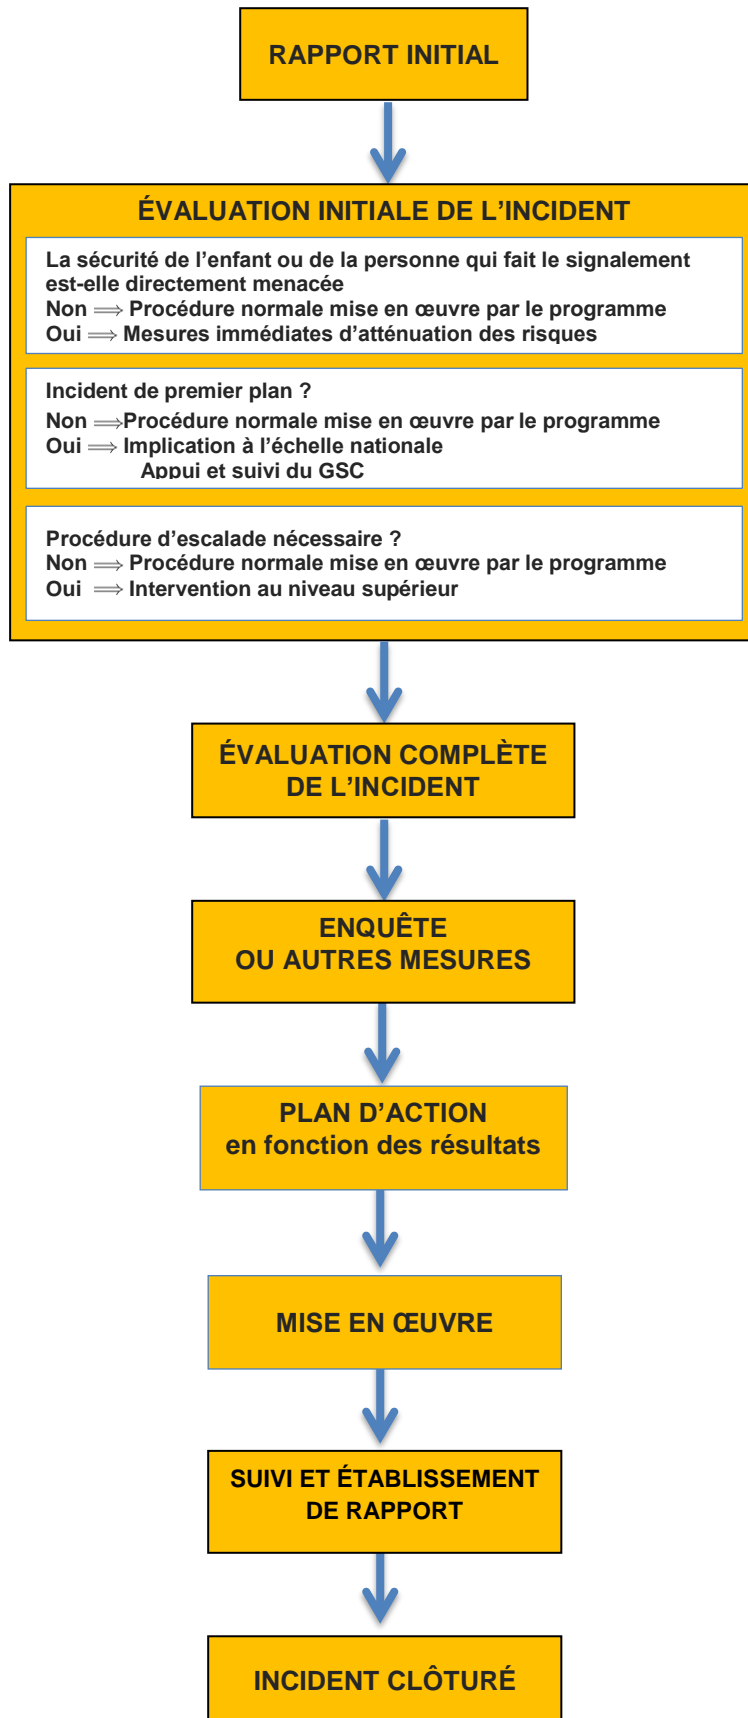 RAPPORT INITIAL
ÉVALUATION INITIALE DE L’INCIDENT
La sécurité de l’enfant ou de la personne qui fait le signalement
est-elle directement menacée
Non ⟹ Procédure normale mise en œuvre par le programme
Oui ⟹ Mesures immédiates d’atténuation des risques
Incident de premier plan ?
Non ⟹Procédure normale mise en œuvre par le programme
Oui ⟹ Implication à l’échelle nationale
Appui et suivi du GSC
Procédure d’escalade nécessaire ?
Non ⟹ Procédure normale mise en œuvre par le programme
Oui ⟹ Intervention au niveau supérieur
ÉVALUATION COMPLÈTE
DE L’INCIDENT
ENQUÊTE
OU AUTRES MESURES
PLAN D’ACTION
en fonction des résultats
MISE EN ŒUVRE
SUIVI ET ÉTABLISSEMENT
DE RAPPORT
INCIDENT CLÔTURÉ